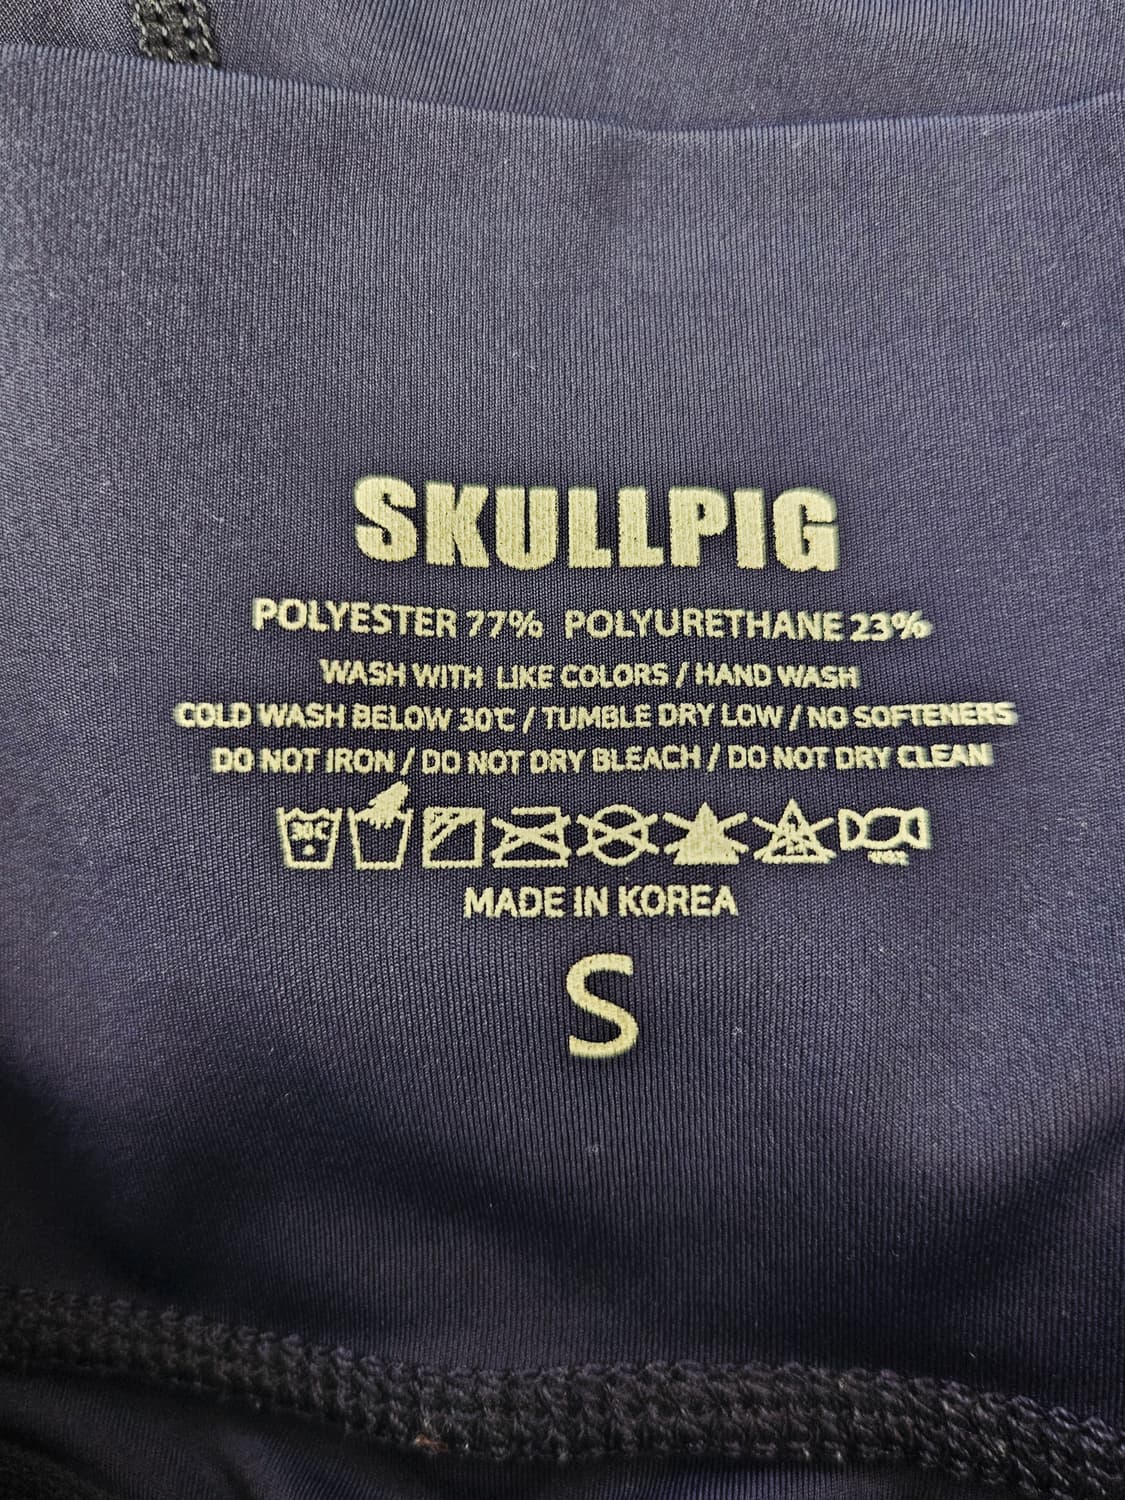 SKULLPIG
POLYESTER 77% POLYURETHANE 23%
WASH WITH LIKE COLORS / HAND WASH
COLD WASH BELOW 30℃ / TUMBLE DRY LOW / NO SOFTENERS
DO NOT IRON / DO NOT DRY BLEACH / DO NOT DRY CLEAN
30℃
MADE IN KOREA
S